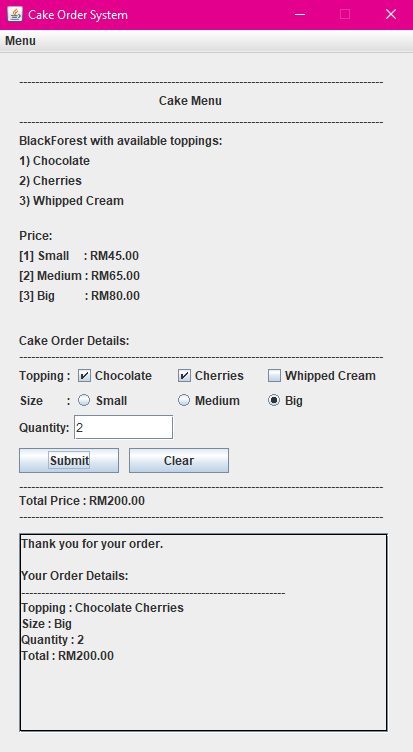 Cake Order System
Menu
--------------------------------------------------------------------------------------------
Cake Menu
--------------------------------------------------------------------------------------------
BlackForest with available toppings:
1) Chocolate
2) Cherries
3) Whipped Cream
Price:
[1] Small : RM45.00
[2] Medium : RM65.00
[3] Big : RM80.00
Cake Order Details:
--------------------------------------------------------------------------------------------
Topping : Chocolate Cherries Whipped Cream
Size : Small Medium Big
Quantity: 2
Submit Clear
--------------------------------------------------------------------------------------------
Total Price : RM200.00
--------------------------------------------------------------------------------------------
Thank you for your order.
Your Order Details:
------------------------------------------------------------------
Topping : Chocolate Cherries
Size : Big
Quantity : 2
Total : RM200.00